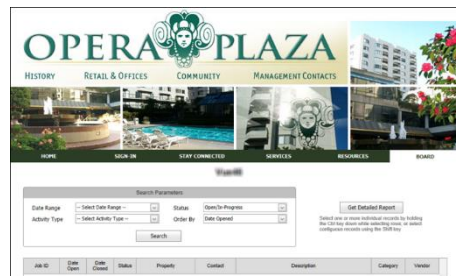 OPERA PLAZA
HISTORY RETAIL & OFFICES COMMUNITY MANAGEMENT CONTACTS
HOME SIGN-IN STAY CONNECTED SERVICES RESOURCES BOARD
Search Parameters
Date Range -- Select Date Range -- Status Open/In-Progress
Activity Type -- Select Activity Type -- Order By Date Opened
Search
Get Detailed Report
Select one or more individual records by holding
the Ctrl key down while selecting rows, or select
contiguous records using the Shift key
Job ID Date Open Date Closed Status Property Contact Description Category Vendor